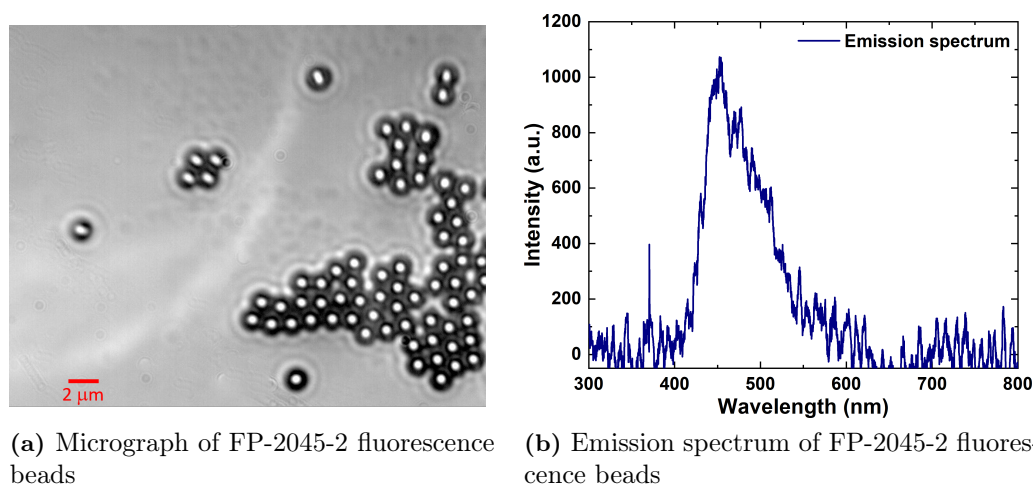 2 μm
(a) Micrograph of FP-2045-2 fluorescence
beads
1200
1000
800
600
400
200
0
300
400
500
600
700
800
Intensity (a.u.)
Wavelength (nm)
Emission spectrum
(b) Emission spectrum of FP-2045-2 fluores-
cence beads